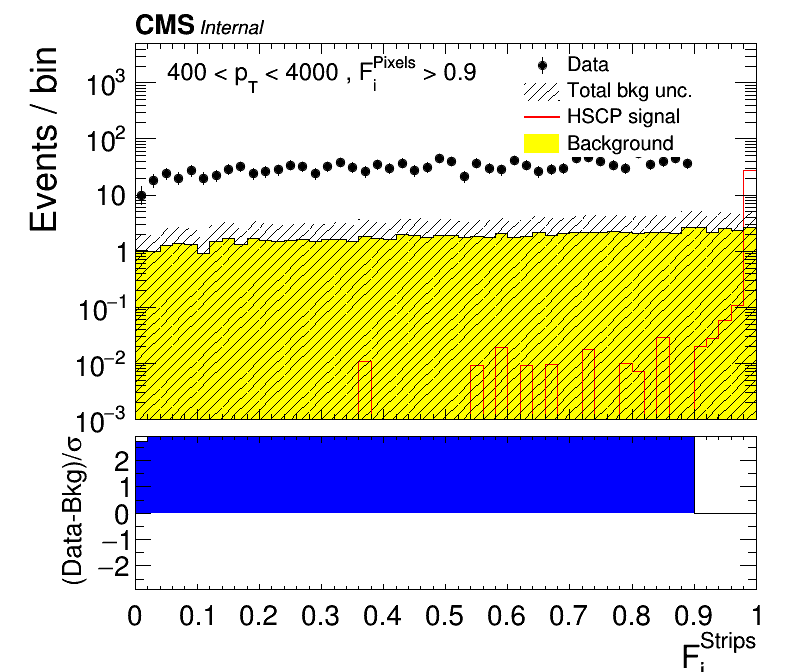 CMS Internal
400 < p_T < 4000 , F_i^Pixels > 0.9
Data
Total bkg unc.
HSCP signal
Background
Events / bin
10^3
10^2
10
1
10^−1
10^−2
10^−3
(Data-Bkg)/σ
2
1
0
−1
−2
0 0.1 0.2 0.3 0.4 0.5 0.6 0.7 0.8 0.9 1
F_i^Strips